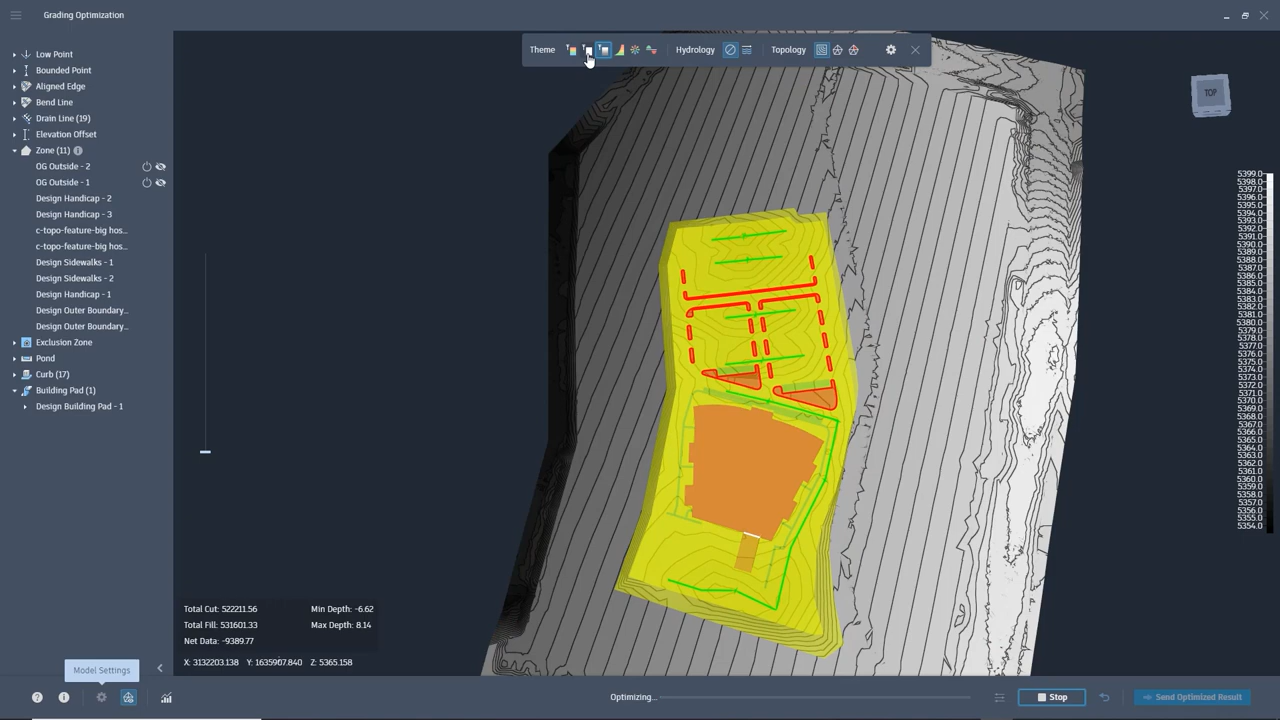 Grading Optimization
Theme
Hydrology
Topology
Low Point
Bounded Point
Aligned Edge
Bend Line
Drain Line (19)
Elevation Offset
Zone (11)
OG Outside - 2
OG Outside - 1
Design Handicap - 2
Design Handicap - 3
c-topo-feature-big hos...
c-topo-feature-big hos...
Design Sidewalks - 1
Design Sidewalks - 2
Design Handicap - 1
Design Outer Boundary...
Design Outer Boundary...
Exclusion Zone
Pond
Curb (17)
Building Pad (1)
Design Building Pad - 1
TOP
5399.0
5398.0
5397.0
5396.0
5395.0
5394.0
5393.0
5392.0
5391.0
5390.0
5389.0
5388.0
5387.0
5386.0
5385.0
5384.0
5383.0
5382.0
5381.0
5380.0
5379.0
5378.0
5377.0
5376.0
5375.0
5374.0
5373.0
5372.0
5371.0
5370.0
5369.0
5368.0
5367.0
5366.0
5365.0
5364.0
5363.0
5362.0
5361.0
5360.0
5359.0
5358.0
5357.0
5356.0
5355.0
5354.0
Total Cut: 522211.56
Min Depth: -6.62
Total Fill: 531601.33
Max Depth: 8.14
Net Data: -9389.77
X: 3132203.138 Y: 1635907.840 Z: 5365.158
Model Settings
Optimizing...
Stop
Send Optimized Result